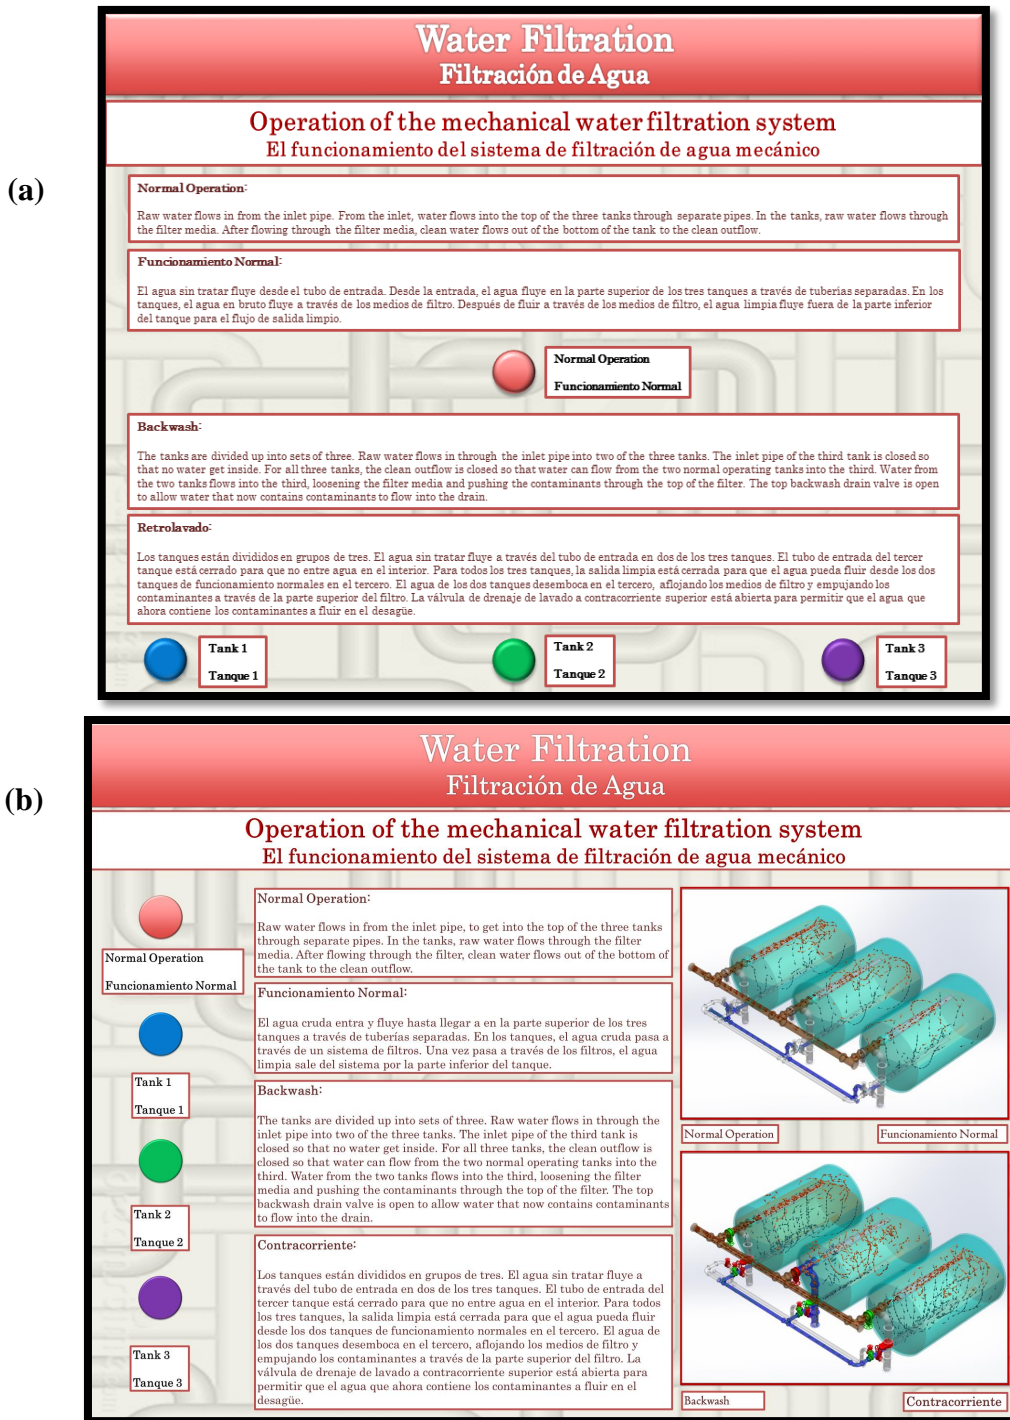 (a)
Water Filtration
Filtración de Agua
Operation of the mechanical water filtration system
El funcionamiento del sistema de filtración de agua mecánico
Normal Operation:
Raw water flows in from the inlet pipe. From the inlet, water flows into the top of the three tanks through separate pipes. In the tanks, raw water flows through
the filter media. After flowing through the filter media, clean water flows out of the bottom of the tank to the clean outflow.
Funcionamiento Normal:
El agua sin tratar fluye desde el tubo de entrada. Desde la entrada, el agua fluye en la parte superior de los tres tanques a través de tuberías separadas. En los
tanques, el agua en bruto fluye a través de los medios de filtro. Después de fluir a través de los medios de filtro, el agua limpia fluye fuera de la parte inferior
del tanque para el flujo de salida limpio.
Normal Operation
Funcionamiento Normal
Backwash:
The tanks are divided up into sets of three. Raw water flows in through the inlet pipe into two of the three tanks. The inlet pipe of the third tank is closed so
that no water get inside. For all three tanks, the clean outflow is closed so that water can flow from the two normal operating tanks into the third. Water from
the two tanks flows into the third, loosening the filter media and pushing the contaminants through the top of the filter. The top backwash drain valve is open
to allow water that now contains contaminants to flow into the drain.
Retrolavado:
Los tanques están divididos en grupos de tres. El agua sin tratar fluye a través del tubo de entrada en dos de los tres tanques. El tubo de entrada del tercer
tanque está cerrado para que no entre agua en el interior. Para todos los tres tanques, la salida limpia está cerrada para que el agua pueda fluir desde los dos
tanques de funcionamiento normales en el tercero. El agua de los dos tanques desemboca en el tercero, aflojando los medios de filtro y empujando los
contaminantes a través de la parte superior del filtro. La válvula de drenaje de lavado a contracorriente superior está abierta para permitir que el agua que
ahora contiene los contaminantes a fluir en el desagüe.
Tank 1
Tanque 1
Tank 2
Tanque 2
Tank 3
Tanque 3
(b)
Water Filtration
Filtración de Agua
Operation of the mechanical water filtration system
El funcionamiento del sistema de filtración de agua mecánico
Normal Operation
Funcionamiento Normal
Tank 1
Tanque 1
Tank 2
Tanque 2
Tank 3
Tanque 3
Normal Operation:
Raw water flows in from the inlet pipe, to get into the top of the three tanks
through separate pipes. In the tanks, raw water flows through the filter
media. After flowing through the filter, clean water flows out of the bottom of
the tank to the clean outflow.
Funcionamiento Normal:
El agua cruda entra y fluye hasta llegar a en la parte superior de los tres
tanques a través de tuberías separadas. En los tanques, el agua cruda pasa a
través de un sistema de filtros. Una vez pasa a través de los filtros, el agua
limpia sale del sistema por la parte inferior del tanque.
Backwash:
The tanks are divided up into sets of three. Raw water flows in through the
inlet pipe into two of the three tanks. The inlet pipe of the third tank is
closed so that no water get inside. For all three tanks, the clean outflow is
closed so that water can flow from the two normal operating tanks into the
third. Water from the two tanks flows into the third, loosening the filter
media and pushing the contaminants through the top of the filter. The top
backwash drain valve is open to allow water that now contains contaminants
to flow into the drain.
Contracorriente:
Los tanques están divididos en grupos de tres. El agua sin tratar fluye a
través del tubo de entrada en dos de los tres tanques. El tubo de entrada del
tercer tanque está cerrado para que no entre agua en el interior. Para todos
los tres tanques, la salida limpia está cerrada para que el agua pueda fluir
desde los dos tanques de funcionamiento normales en el tercero. El agua de
los dos tanques desemboca en el tercero, aflojando los medios de filtro y
empujando los contaminantes a través de la parte superior del filtro. La
válvula de drenaje de lavado a contracorriente superior está abierta para
permitir que el agua que ahora contiene los contaminantes a fluir en el
desagüe.
Normal Operation
Funcionamiento Normal
Backwash
Contracorriente